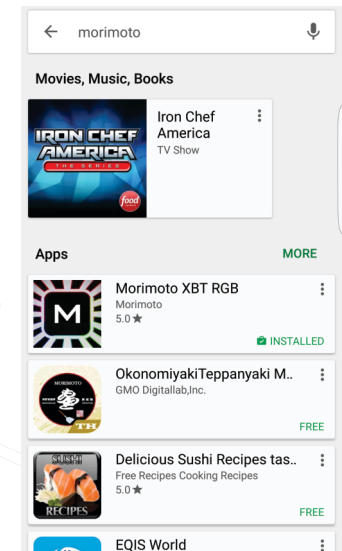 morimoto
Movies, Music, Books
IRON CHEF
AMERICA
THE SERIES
food
Iron Chef
America
TV Show
Apps
MORE
M
Morimoto XBT RGB
Morimoto
5.0★
INSTALLED
MORIMOTO
TH
OkonomiyakiTeppanyaki M..
GMO Digitallab,Inc.
FREE
SUSHI
RECIPES
Delicious Sushi Recipes tas..
Free Recipes Cooking Recipes
5.0★
FREE
EQIS World